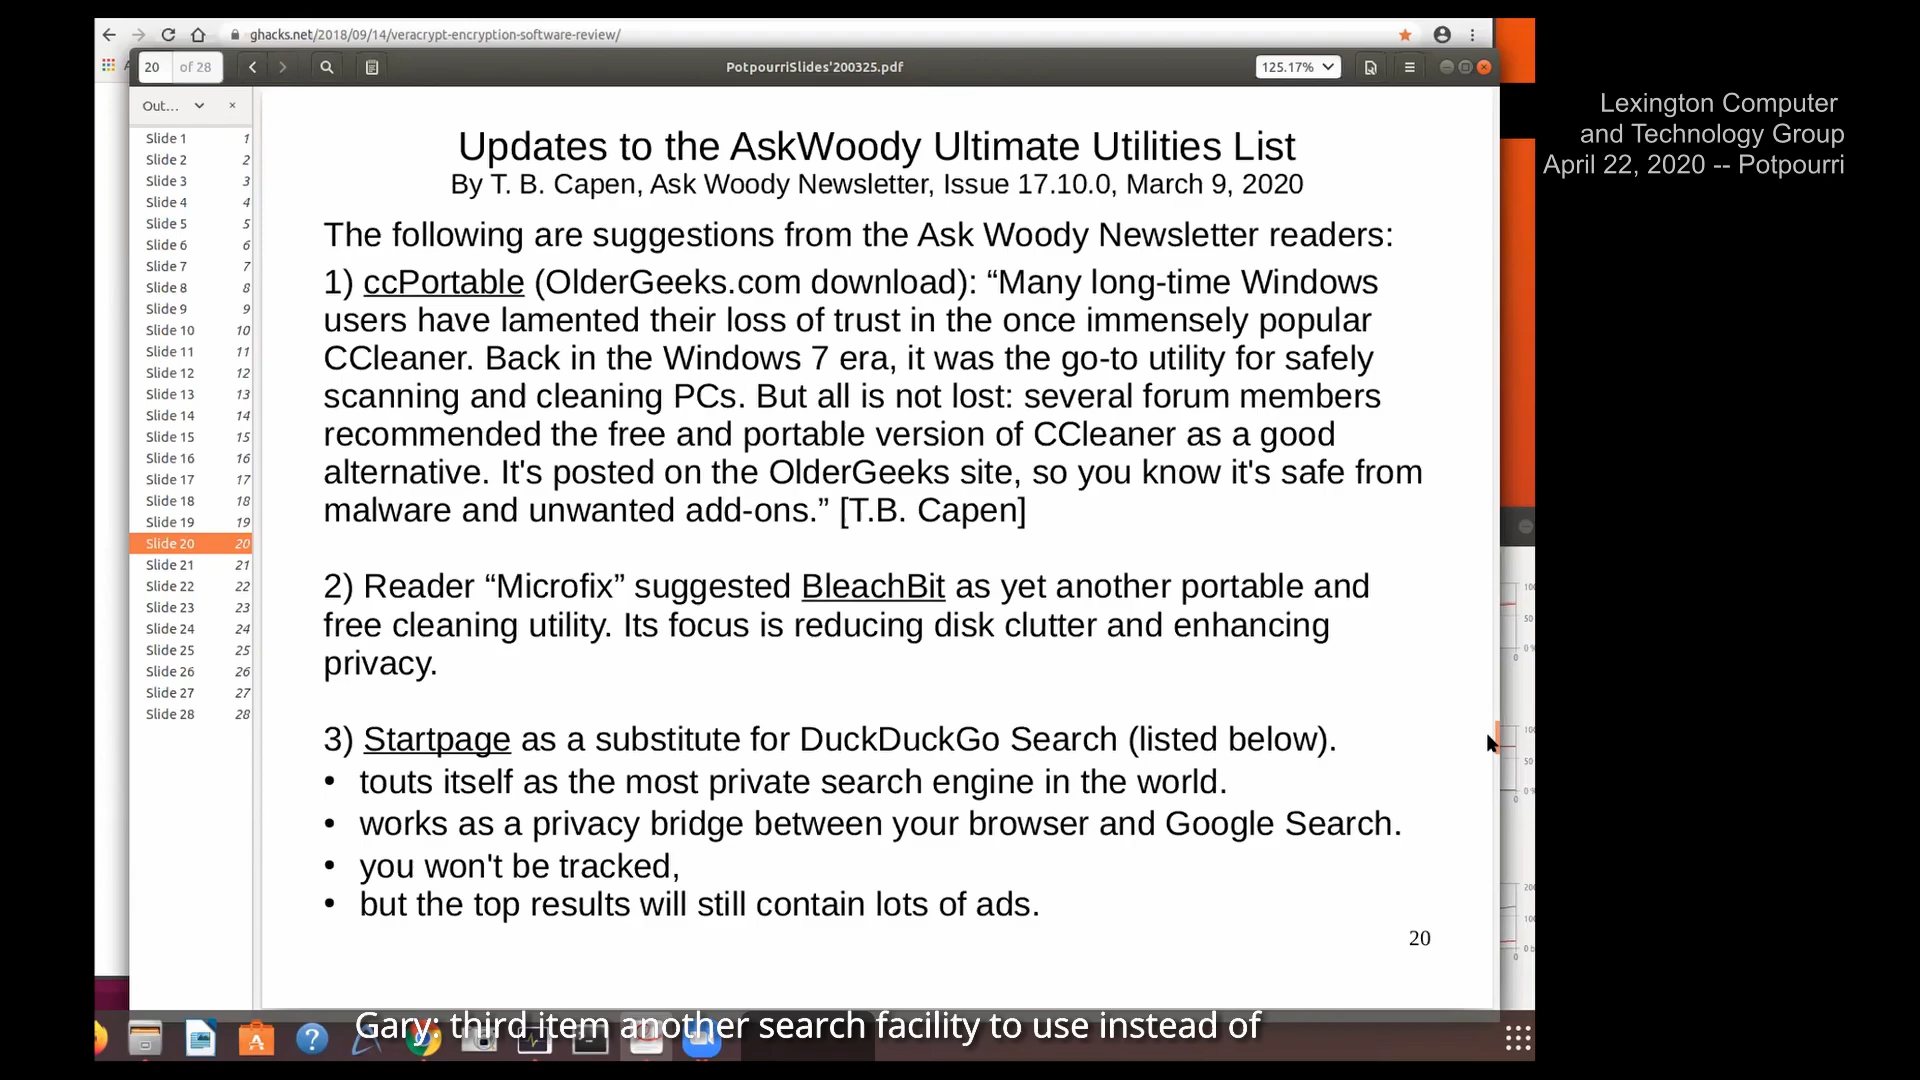 ghacks.net/2018/09/14/veracrypt-encryption-software-review/
20 of 28
PotpourriSlides'200325.pdf
125.17%
Out...
Slide 1 1
Slide 2 2
Slide 3 3
Slide 4 4
Slide 5 5
Slide 6 6
Slide 7 7
Slide 8 8
Slide 9 9
Slide 10 10
Slide 11 11
Slide 12 12
Slide 13 13
Slide 14 14
Slide 15 15
Slide 16 16
Slide 17 17
Slide 18 18
Slide 19 19
Slide 20 20
Slide 21 21
Slide 22 22
Slide 23 23
Slide 24 24
Slide 25 25
Slide 26 26
Slide 27 27
Slide 28 28
Updates to the AskWoody Ultimate Utilities List
By T. B. Capen, Ask Woody Newsletter, Issue 17.10.0, March 9, 2020
The following are suggestions from the Ask Woody Newsletter readers:
1) ccPortable (OlderGeeks.com download): “Many long-time Windows
users have lamented their loss of trust in the once immensely popular
CCleaner. Back in the Windows 7 era, it was the go-to utility for safely
scanning and cleaning PCs. But all is not lost: several forum members
recommended the free and portable version of CCleaner as a good
alternative. It's posted on the OlderGeeks site, so you know it's safe from
malware and unwanted add-ons.” [T.B. Capen]
2) Reader “Microfix” suggested BleachBit as yet another portable and
free cleaning utility. Its focus is reducing disk clutter and enhancing
privacy.
3) Startpage as a substitute for DuckDuckGo Search (listed below).
• touts itself as the most private search engine in the world.
• works as a privacy bridge between your browser and Google Search.
• you won't be tracked,
• but the top results will still contain lots of ads.
20
Gary: third item another search facility to use instead of
Lexington Computer
and Technology Group
April 22, 2020 -- Potpourri